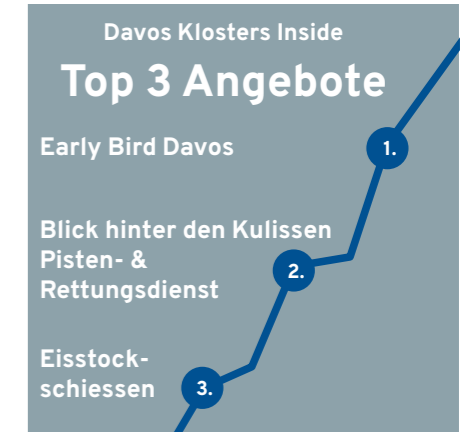 Davos Klosters Inside
Top 3 Angebote
Early Bird Davos
1.
Blick hinter den Kulissen
Pisten- &
Rettungsdienst
2.
Eisstock-
schiessen
3.